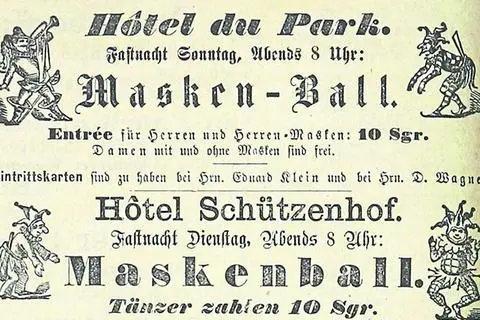 Hôtel du Park.
Fastnacht Sonntag, Abends 8 Uhr:
Masken-Ball.
Entrée für Herren und Herren-Masken: 10 Sgr.
Damen mit und ohne Masken sind frei.
intrittskarten sind zu haben bei Hrn. Eduard Klein und bei Hrn. D. Wagne
Hôtel Schützenhof.
Fastnacht Dienstag, Abends 8 Uhr:
Maskenball.
Tänzer zahlen 10 Sgr.